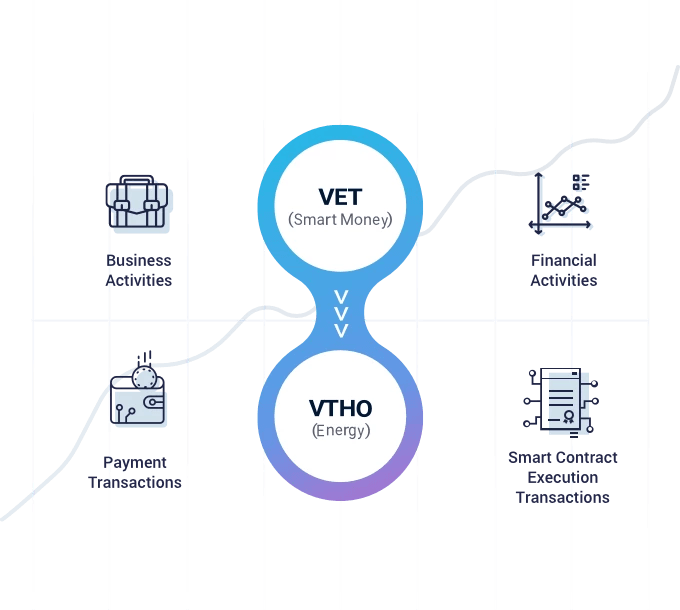 VET
(Smart Money)
Business
Activities
Financial
Activities
VTHO
(Energy)
Payment
Transactions
Smart Contract
Execution
Transactions